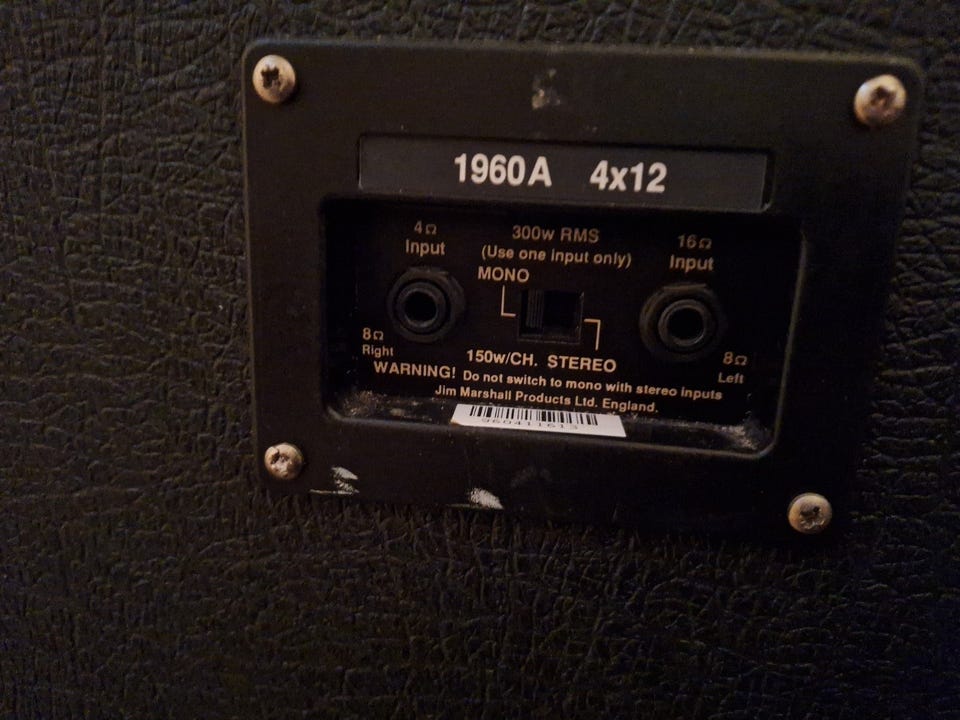 1960A 4x12
4Ω 300w RMS 16Ω
Input (Use one input only) Input
MONO
8Ω 8Ω
Right 150w/CH. STEREO Left
WARNING! Do not switch to mono with stereo inputs
Jim Marshall Products Ltd. England.
960411613